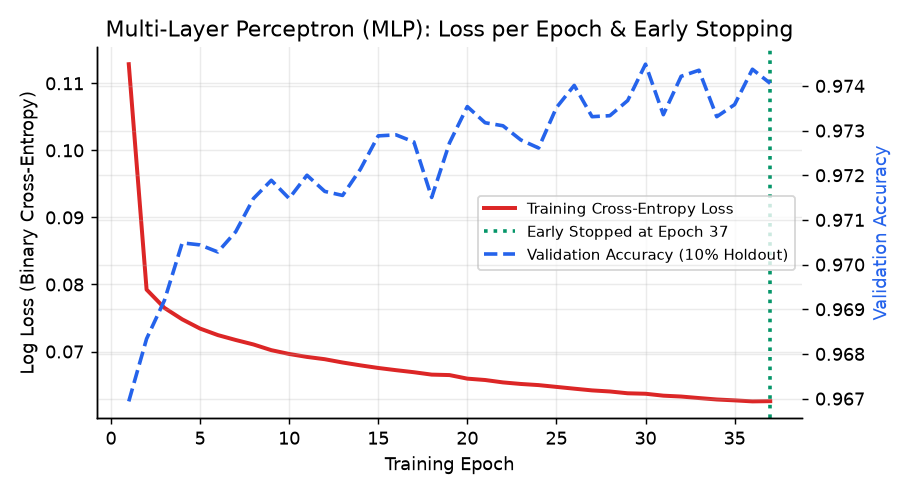 Multi-Layer Perceptron (MLP): Loss per Epoch & Early Stopping
Log Loss (Binary Cross-Entropy)
0.11
0.10
0.09
0.08
0.07
0.974
0.973
0.972
0.971
0.970
0.969
0.968
0.967
Validation Accuracy
Training Cross-Entropy Loss
Early Stopped at Epoch 37
Validation Accuracy (10% Holdout)
0 5 10 15 20 25 30 35
Training Epoch